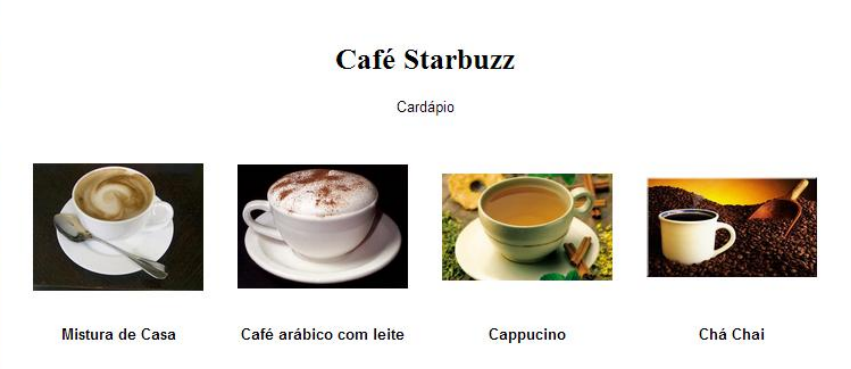 Café Starbuzz
Cardápio
Mistura de Casa Café arábico com leite Cappucino Chá Chai